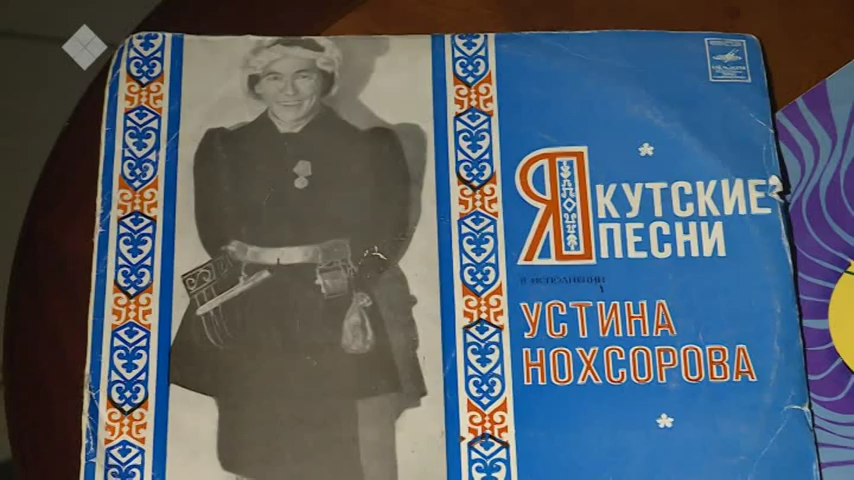 ЯКУТСКИЕ
ПЕСНИ
В ИСПОЛНЕНИИ
УСТИНА
НОХСОРОВА